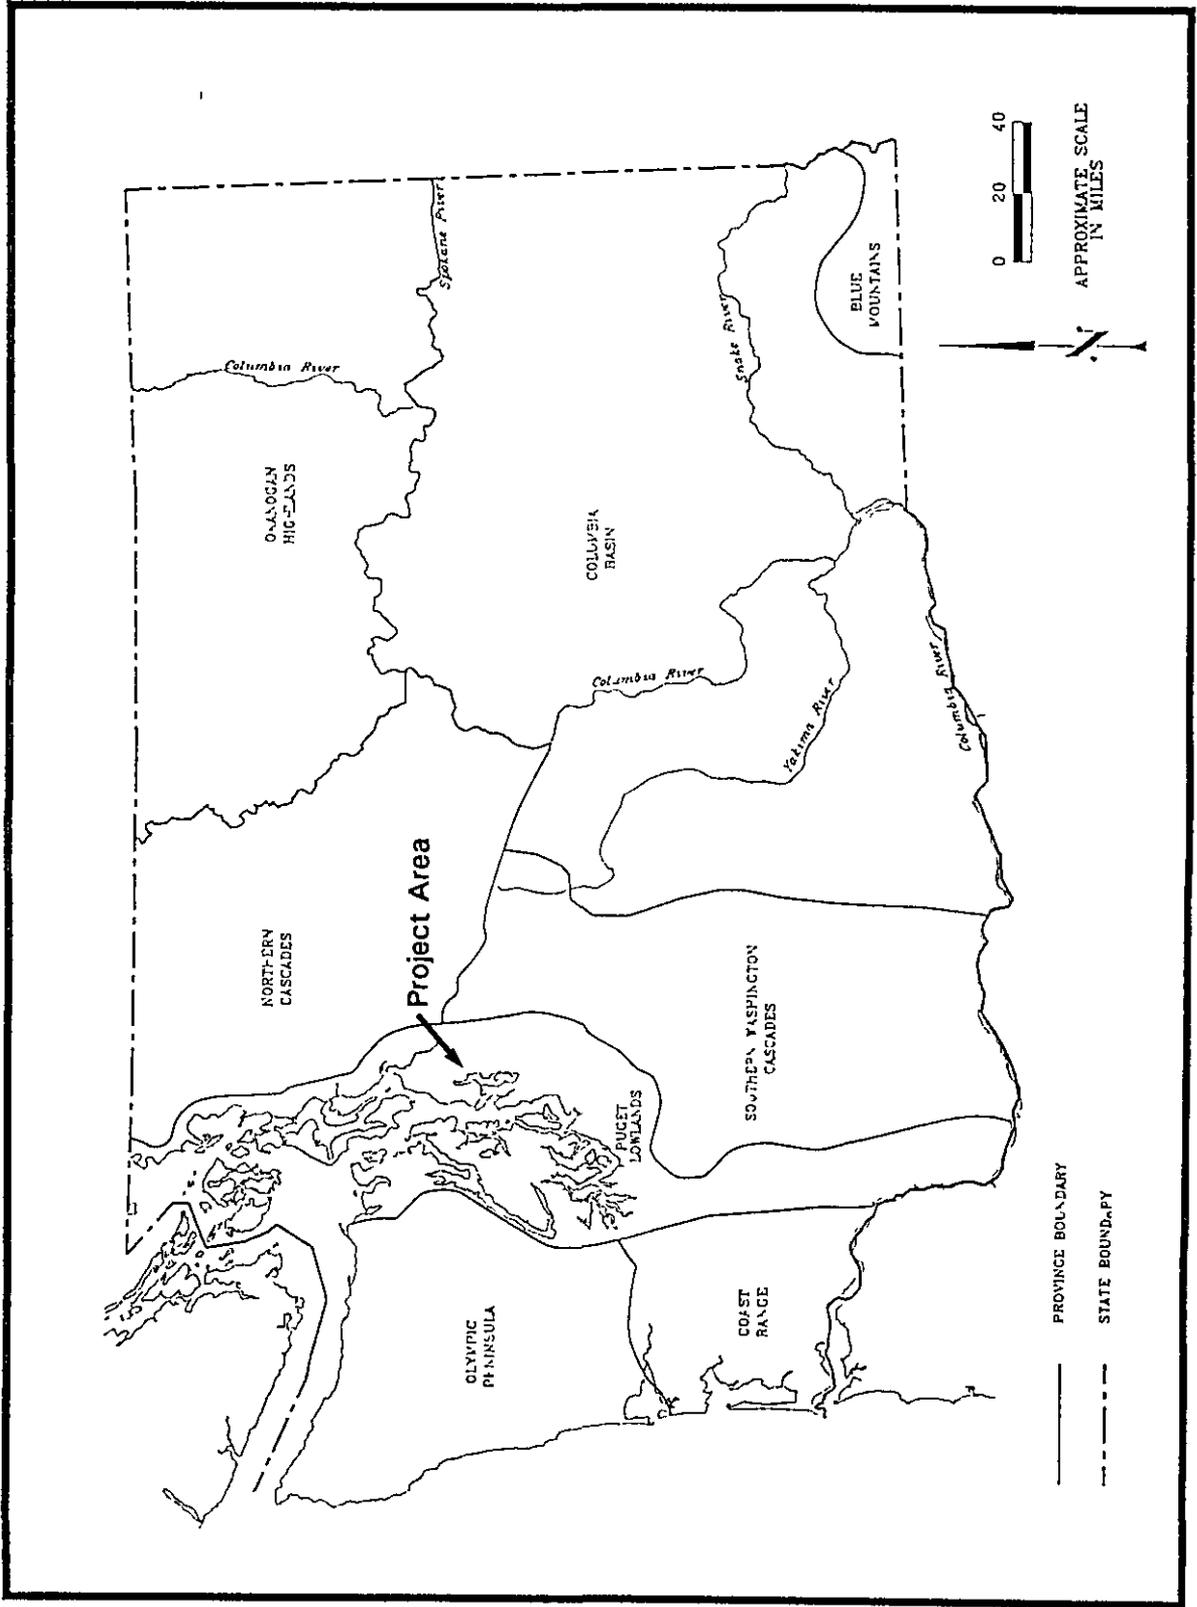 NORTHERN
CASCADES
OKANOGAN
HIGHLANDS
Columbia River
Project Area
Spokane River
OLYMPIC
PENINSULA
COLUMBIA
BASIN
PUGET
LOWLANDS
Columbia River
Snake River
COAST
RANGE
SOUTHERN WASHINGTON
CASCADES
Yakima River
BLUE
MOUNTAINS
Columbia River
N
0 20 40
APPROXIMATE SCALE
IN MILES
PROVINCE BOUNDARY
STATE BOUNDARY